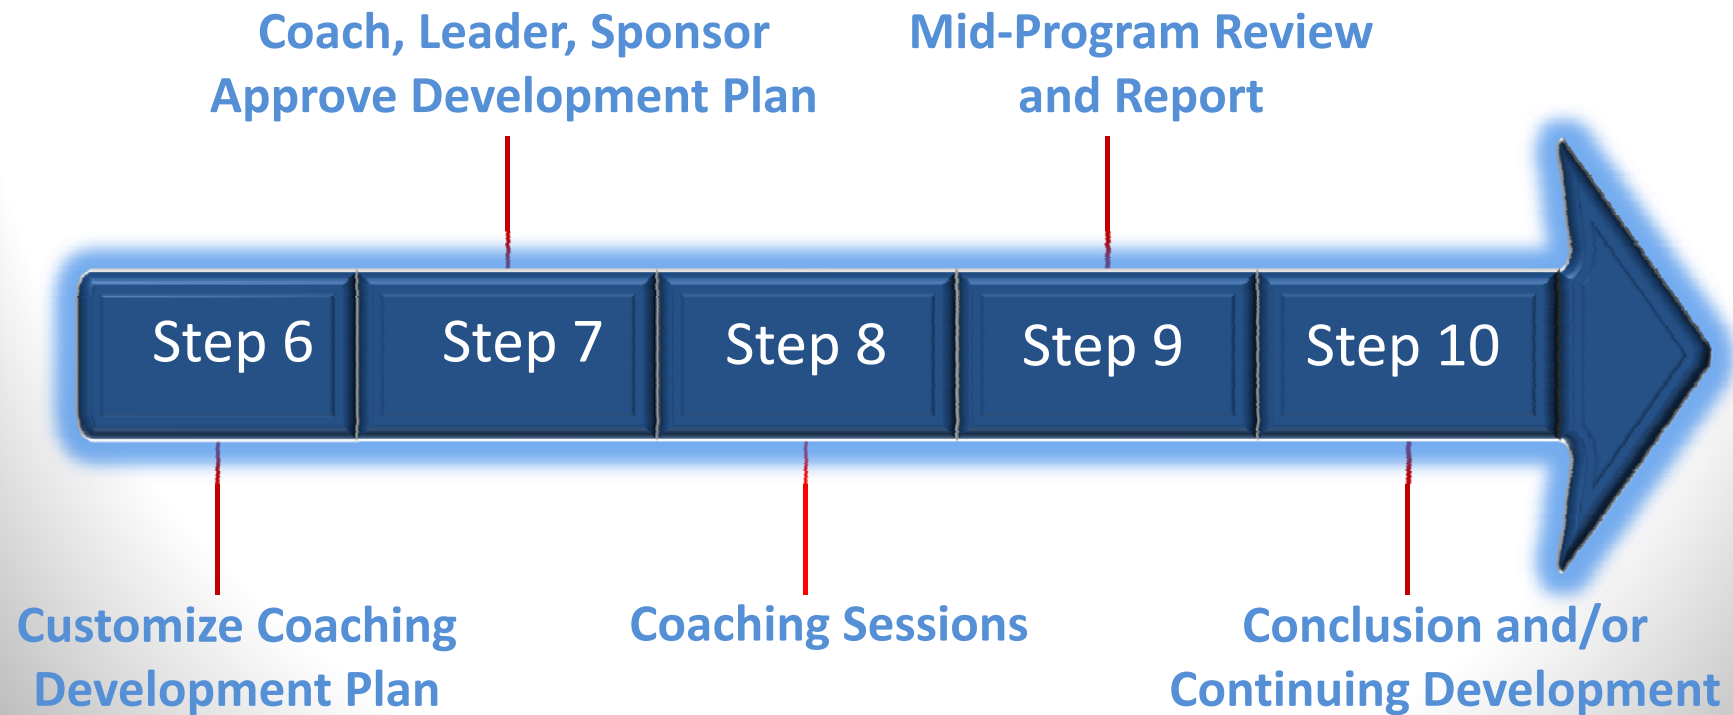 Coach, Leader, Sponsor
Approve Development Plan
Mid-Program Review
and Report
Step 6
Step 7
Step 8
Step 9
Step 10
Customize Coaching
Development Plan
Coaching Sessions
Conclusion and/or
Continuing Development